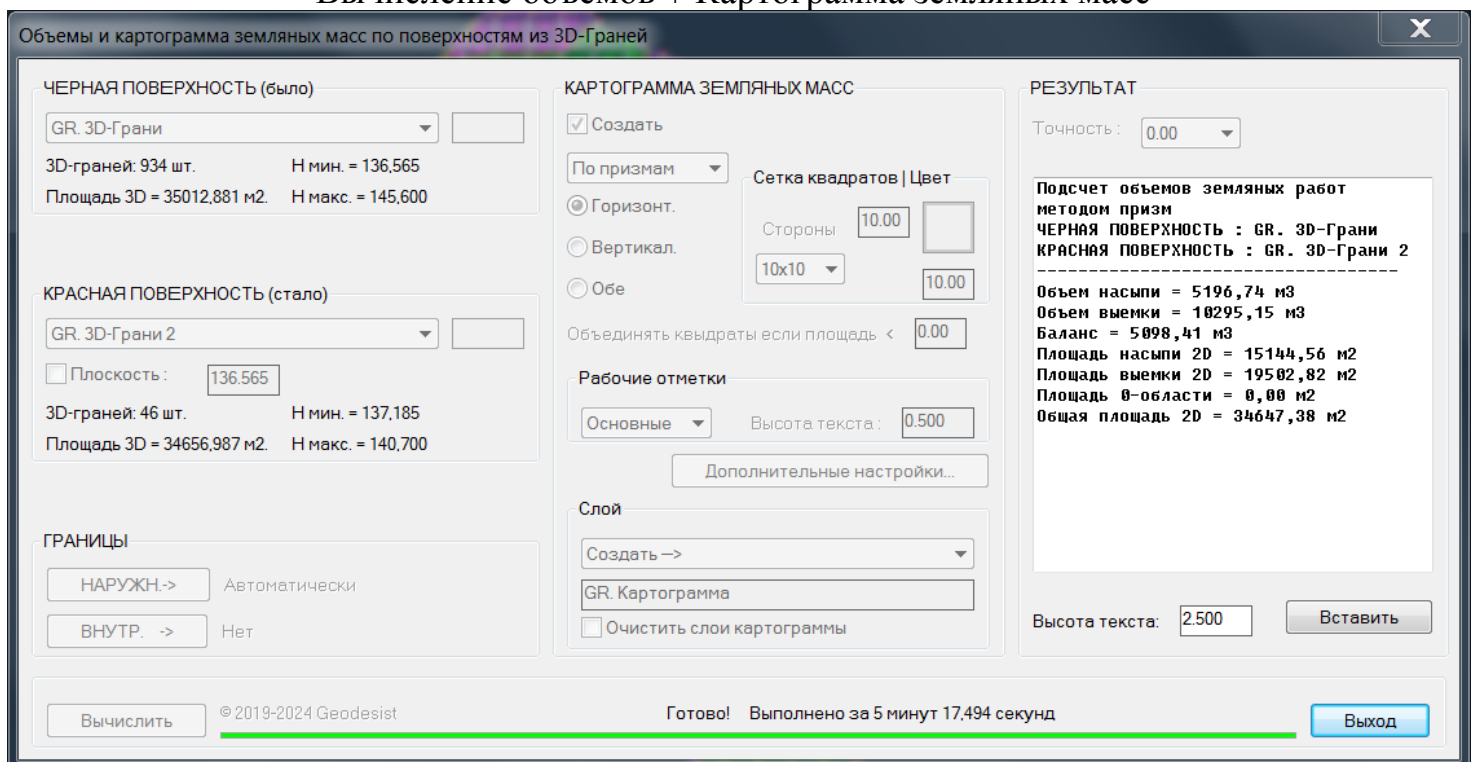 Вычисление объемов + Картограмма земляных масс
Объемы и картограмма земляных масс по поверхностям из 3D-Граней
X
ЧЕРНАЯ ПОВЕРХНОСТЬ (было)
GR. 3D-Грани
3D-граней: 934 шт. Н мин. = 136,565
Площадь 3D = 35012,881 м2. Н макс. = 145,600
КРАСНАЯ ПОВЕРХНОСТЬ (стало)
GR. 3D-Грани 2
Плоскость : 136.565
3D-граней: 46 шт. Н мин. = 137,185
Площадь 3D = 34656,987 м2. Н макс. = 140,700
ГРАНИЦЫ
НАРУЖН.-> Автоматически
ВНУТР. -> Нет
КАРТОГРАММА ЗЕМЛЯНЫХ МАСС
Создать
По призмам
Горизонт.
Вертикал.
Обе
Сетка квадратов | Цвет
Стороны 10.00
10x10
10.00
Объединять квыдраты если площадь < 0.00
Рабочие отметки
Основные Высота текста : 0.500
Дополнительные настройки...
Слой
Создать -->
GR. Картограмма
Очистить слои картограммы
РЕЗУЛЬТАТ
Точность : 0.00
Подсчет объемов земляных работ
методом призм
ЧЕРНАЯ ПОВЕРХНОСТЬ : GR. 3D-Грани
КРАСНАЯ ПОВЕРХНОСТЬ : GR. 3D-Грани 2
------------------------------------
Объем насыпи = 5196,74 м3
Объем выемки = 10295,15 м3
Баланс = 5098,41 м3
Площадь насыпи 2D = 15144,56 м2
Площадь выемки 2D = 19502,82 м2
Площадь 0-области = 0,00 м2
Общая площадь 2D = 34647,38 м2
Высота текста: 2.500 Вставить
Вычислить © 2019-2024 Geodesist Готово! Выполнено за 5 минут 17,494 секунд Выход